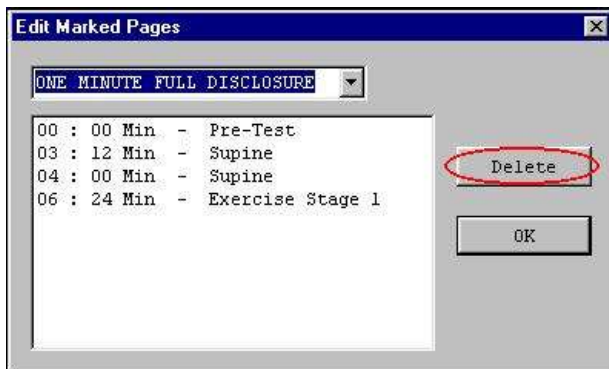 Edit Marked Pages
ONE MINUTE FULL DISCLOSURE
00 : 00 Min - Pre-Test
03 : 12 Min - Supine
04 : 00 Min - Supine
06 : 24 Min - Exercise Stage 1
Delete
OK